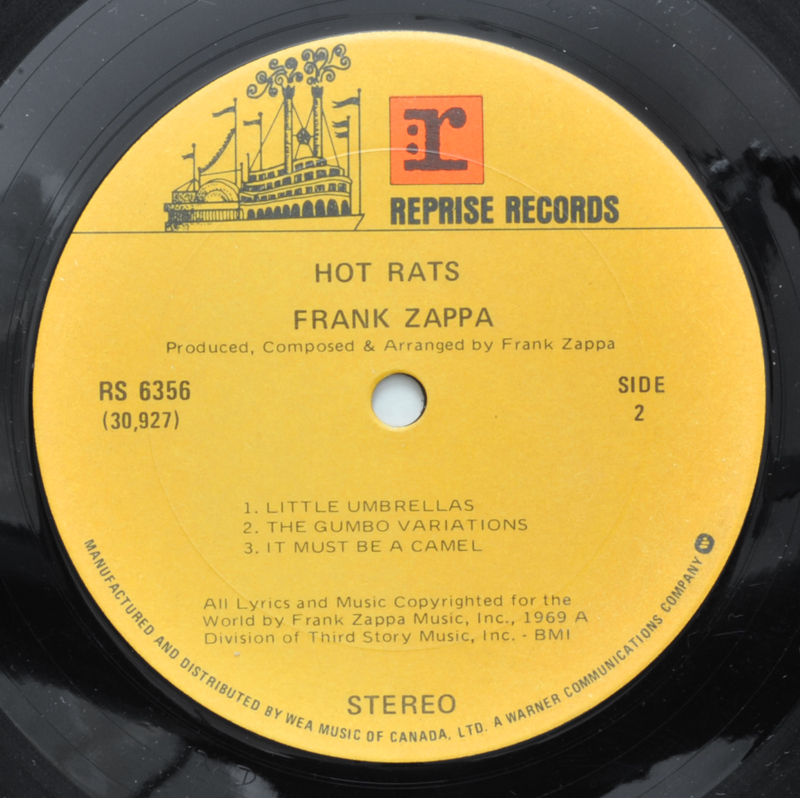 r
REPRISE RECORDS
HOT RATS
FRANK ZAPPA
Produced, Composed & Arranged by Frank Zappa
RS 6356
(30,927)
SIDE
2
1. LITTLE UMBRELLAS
2. THE GUMBO VARIATIONS
3. IT MUST BE A CAMEL
All Lyrics and Music Copyrighted for the
World by Frank Zappa Music, Inc., 1969 A
Division of Third Story Music, Inc. - BMI
STEREO
MANUFACTURED AND DISTRIBUTED BY WEA MUSIC OF CANADA, LTD. A WARNER COMMUNICATIONS COMPANY